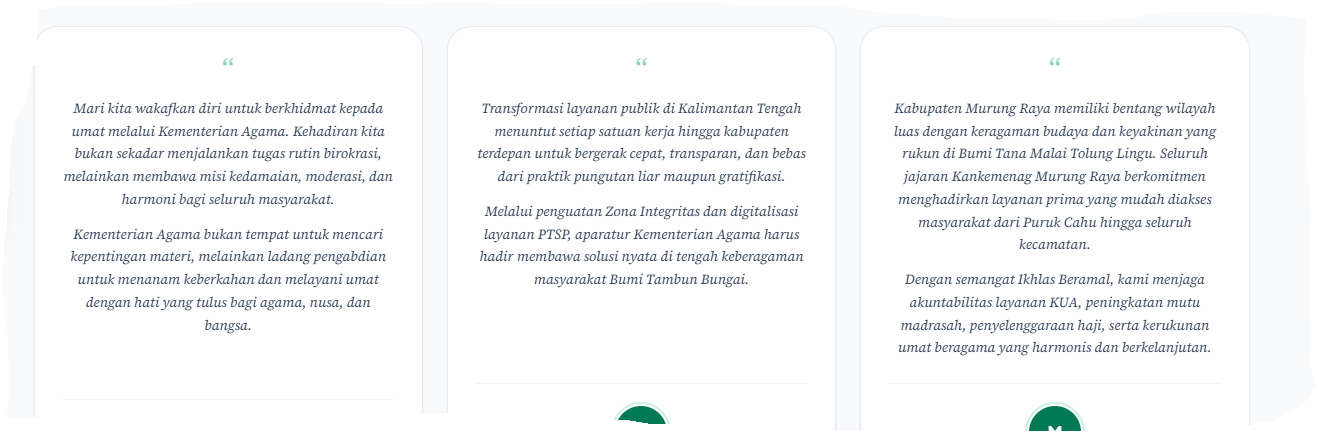 “
Mari kita wakafkan diri untuk berkhidmat kepada
umat melalui Kementerian Agama. Kehadiran kita
bukan sekadar menjalankan tugas rutin birokrasi,
melainkan membawa misi kedamaian, moderasi, dan
harmoni bagi seluruh masyarakat.
Kementerian Agama bukan tempat untuk mencari
kepentingan materi, melainkan ladang pengabdian
untuk menanam keberkahan dan melayani umat
dengan hati yang tulus bagi agama, nusa, dan
bangsa.
“
Transformasi layanan publik di Kalimantan Tengah
menuntut setiap satuan kerja hingga kabupaten
terdepan untuk bergerak cepat, transparan, dan bebas
dari praktik pungutan liar maupun gratifikasi.
Melalui penguatan Zona Integritas dan digitalisasi
layanan PTSP, aparatur Kementerian Agama harus
hadir membawa solusi nyata di tengah keberagaman
masyarakat Bumi Tambun Bungai.
“
Kabupaten Murung Raya memiliki bentang wilayah
luas dengan keragaman budaya dan keyakinan yang
rukun di Bumi Tana Malai Tolung Lingu. Seluruh
jajaran Kankemenag Murung Raya berkomitmen
menghadirkan layanan prima yang mudah diakses
masyarakat dari Puruk Cahu hingga seluruh
kecamatan.
Dengan semangat Ikhlas Beramal, kami menjaga
akuntabilitas layanan KUA, peningkatan mutu
madrasah, penyelenggaraan haji, serta kerukunan
umat beragama yang harmonis dan berkelanjutan.